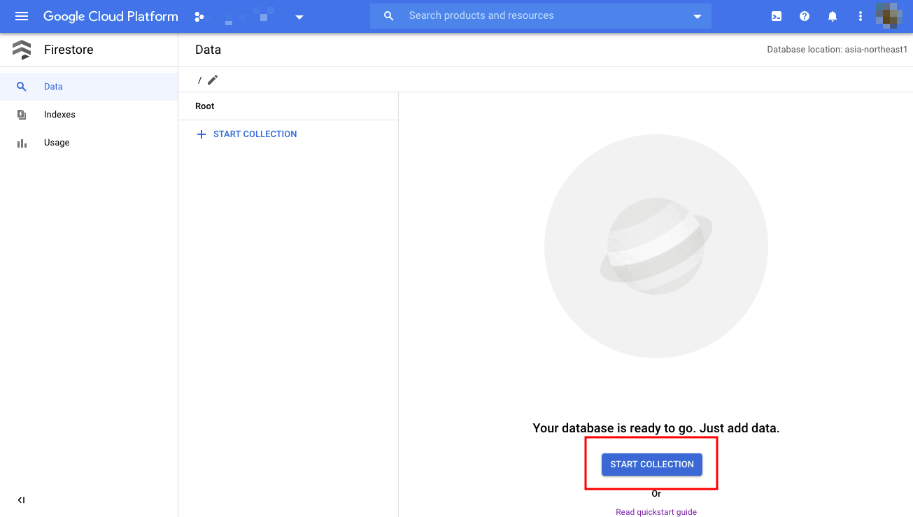 Google Cloud Platform
Search products and resources
Firestore
Data
Database location: asia-northeast1
Data
/
Root
Indexes
START COLLECTION
Usage
Your database is ready to go. Just add data.
START COLLECTION
Or
Read quickstart guide